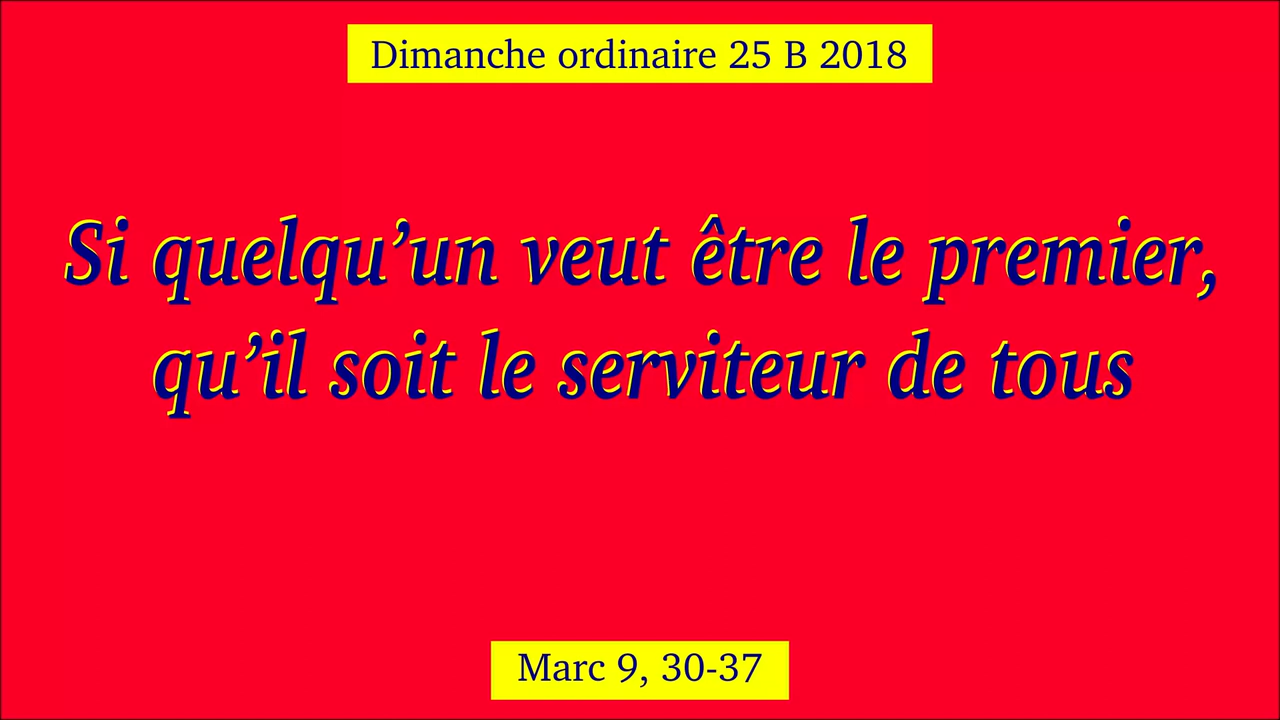 Dimanche ordinaire 25 B 2018
Si quelqu’un veut être le premier,
qu’il soit le serviteur de tous
Marc 9, 30-37